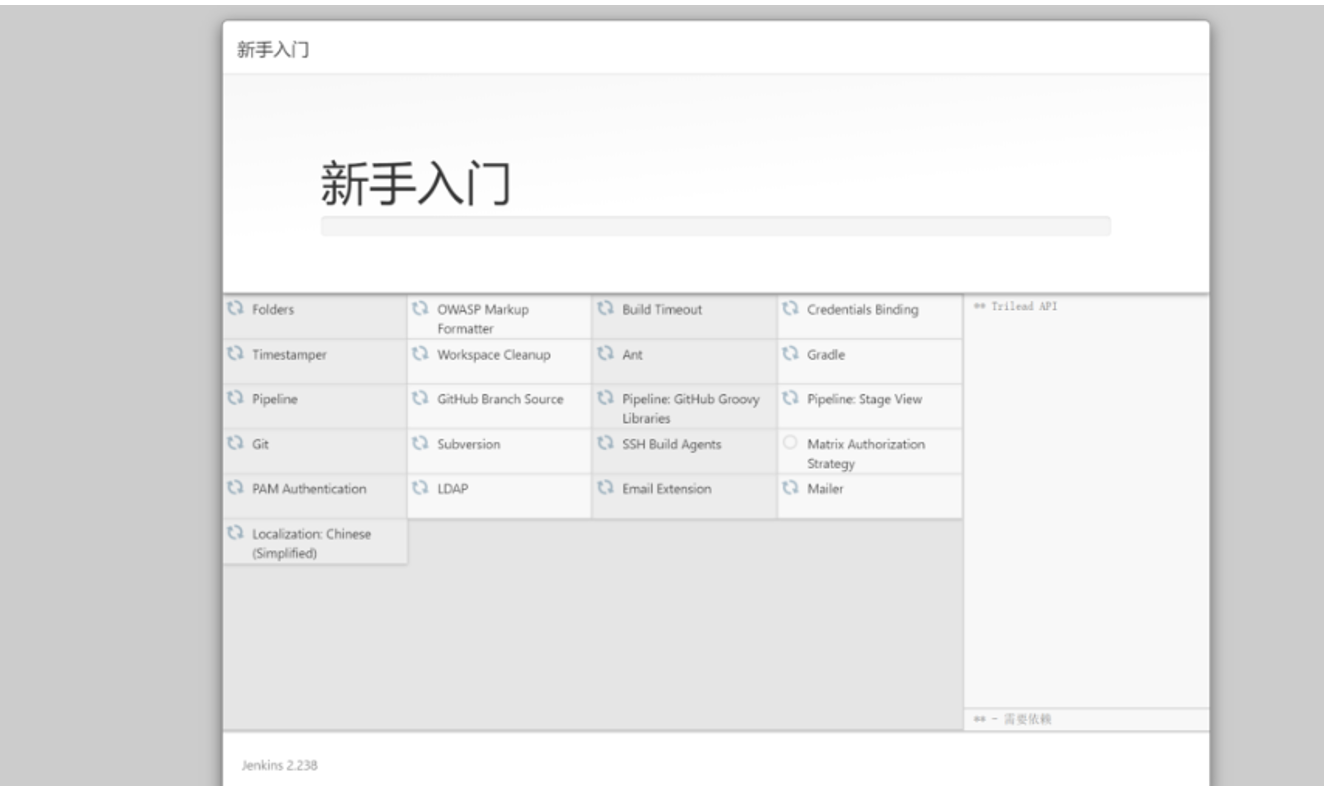 新手入门
新手入门
Folders
OWASP Markup
Formatter
Build Timeout
Credentials Binding
** Trilead API
Timestamper
Workspace Cleanup
Ant
Gradle
Pipeline
GitHub Branch Source
Pipeline: GitHub Groovy
Libraries
Pipeline: Stage View
Git
Subversion
SSH Build Agents
Matrix Authorization
Strategy
PAM Authentication
LDAP
Email Extension
Mailer
Localization: Chinese
(Simplified)
** - 需要依赖
Jenkins 2.238